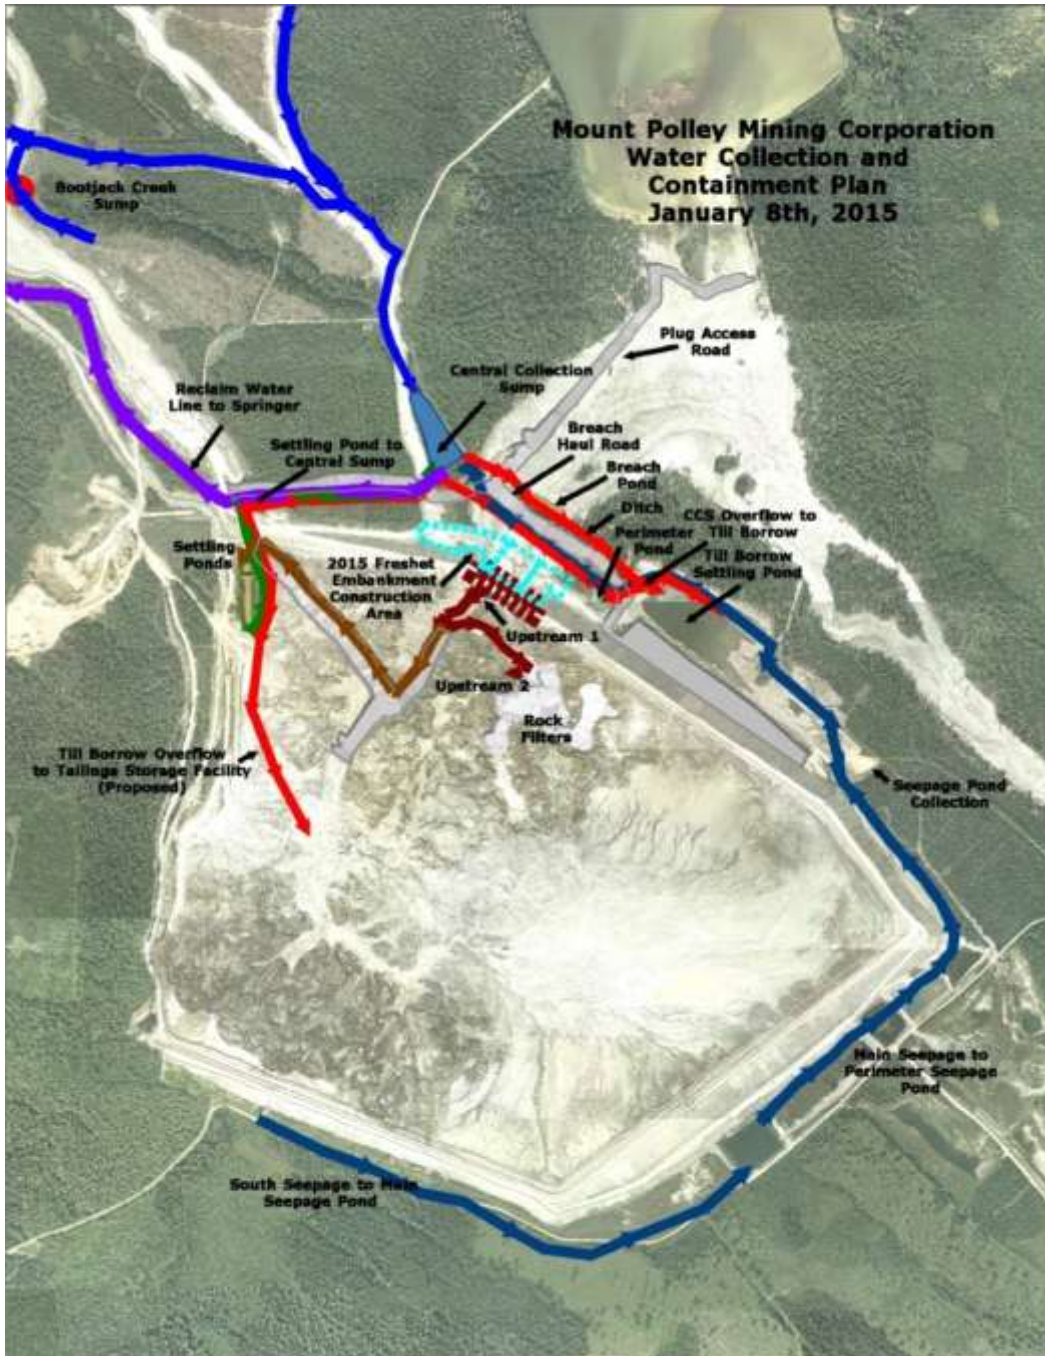 Mount Polley Mining Corporation
Water Collection and
Containment Plan
January 8th, 2015
Bootjack Creek
Sump
Plug Access
Road
Central Collection
Sump
Reclaim Water
Line to Springer
Settling Pond to
Central Sump
Breach
Haul Road
Breach
Pond
Ditch
CCS Overflow to
Till Borrow
Perimeter
Pond
Till Borrow
Settling Pond
Settling
Ponds
2015 Freshet
Embankment
Construction
Area
Upstream 1
Upstream 2
Rock
Filters
Till Borrow Overflow
to Tailings Storage Facility
(Proposed)
Seepage Pond
Collection
Main Seepage to
Perimeter Seepage
Pond
South Seepage to Main
Seepage Pond